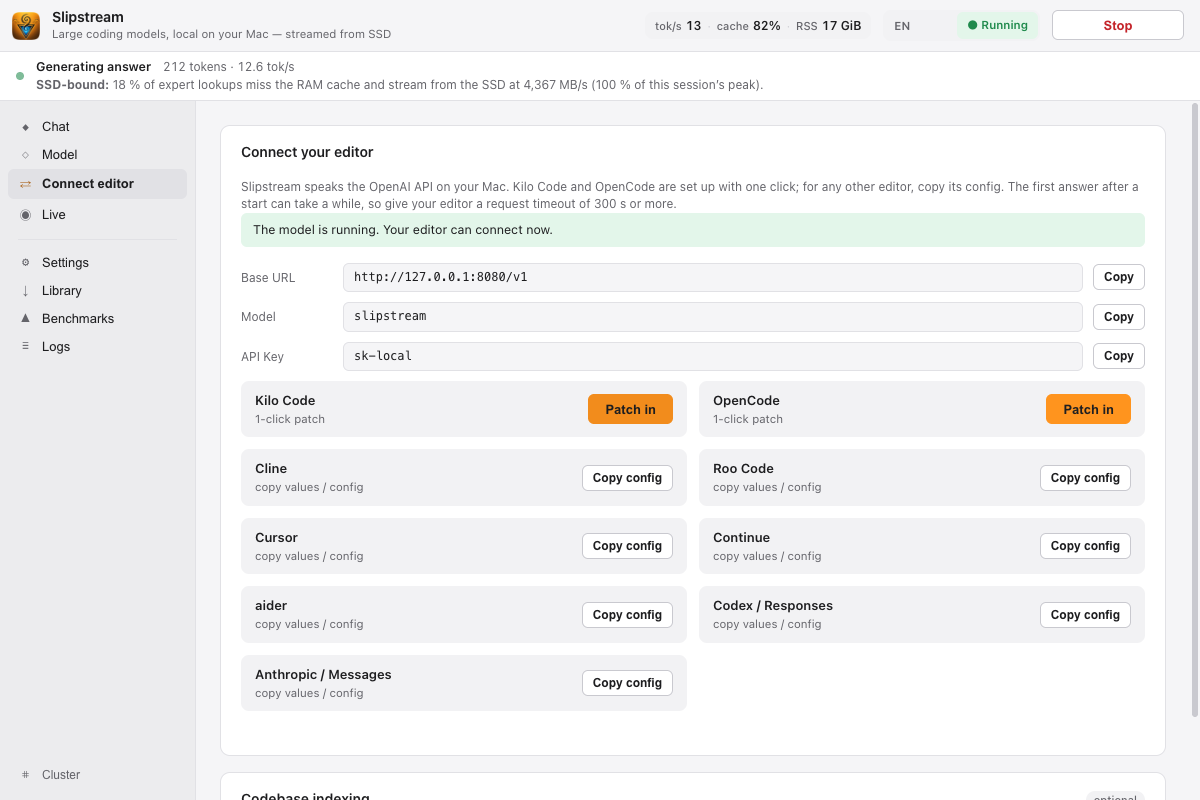 Slipstream
Large coding models, local on your Mac — streamed from SSD
tok/s 13 · cache 82% · RSS 17 GiB
EN
Running
Stop
Generating answer 212 tokens · 12.6 tok/s
SSD-bound: 18 % of expert lookups miss the RAM cache and stream from the SSD at 4,367 MB/s (100 % of this session's peak).
Chat
Model
Connect editor
Live
Settings
Library
Benchmarks
Logs
Cluster
Connect your editor
Slipstream speaks the OpenAI API on your Mac. Kilo Code and OpenCode are set up with one click; for any other editor, copy its config. The first answer after a
start can take a while, so give your editor a request timeout of 300 s or more.
The model is running. Your editor can connect now.
Base URL http://127.0.0.1:8080/v1 Copy
Model slipstream Copy
API Key sk-local Copy
Kilo Code
1-click patch
Patch in
OpenCode
1-click patch
Patch in
Cline
copy values / config
Copy config
Roo Code
copy values / config
Copy config
Cursor
copy values / config
Copy config
Continue
copy values / config
Copy config
aider
copy values / config
Copy config
Codex / Responses
copy values / config
Copy config
Anthropic / Messages
copy values / config
Copy config
Codebase indexing
optional